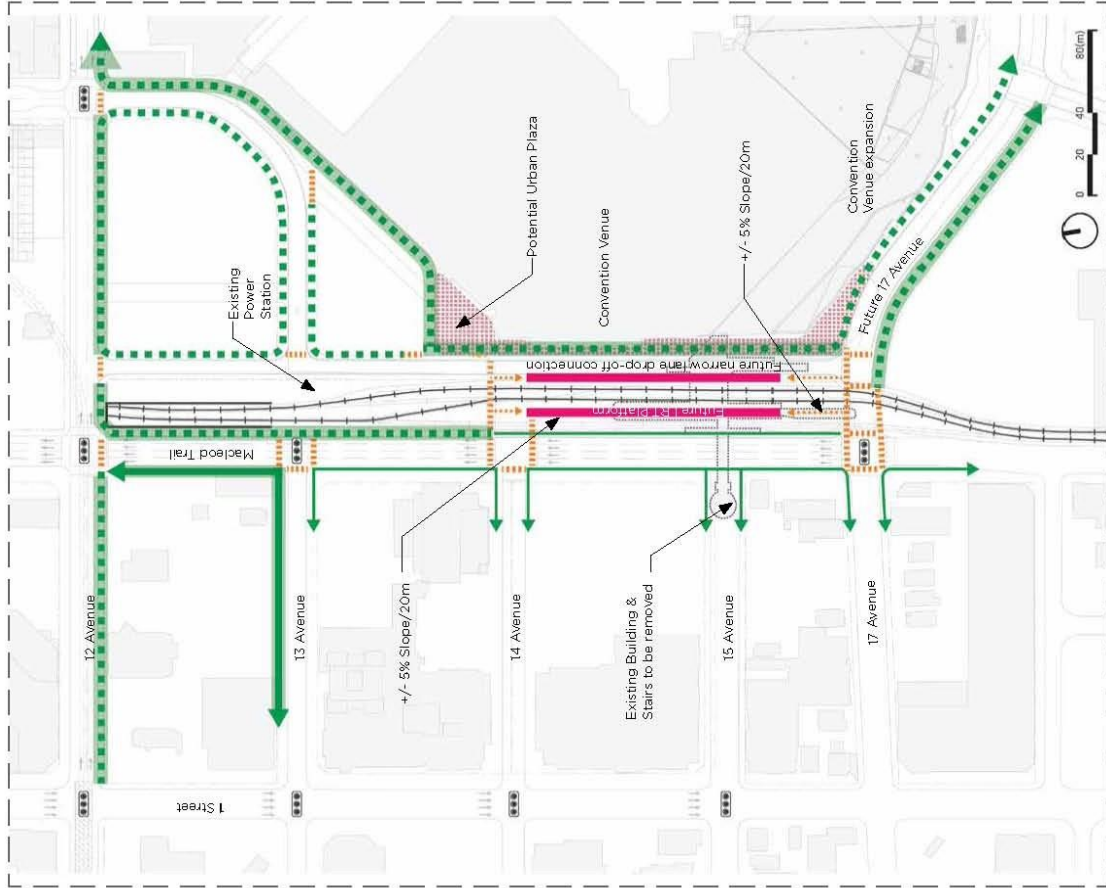 12 Avenue
13 Avenue
14 Avenue
15 Avenue
17 Avenue
1 Street
Macleod Trail
Existing
Power
Station
Potential Urban Plaza
Convention Venue
Convention
Venue expansion
+/- 5% Slope/20m
Future 17 Avenue
Future narrow lane drop-off connection
Future LRT Platform
+/- 5% Slope/20m
Existing Building &
Stairs to be removed
0
20
40
80(m)